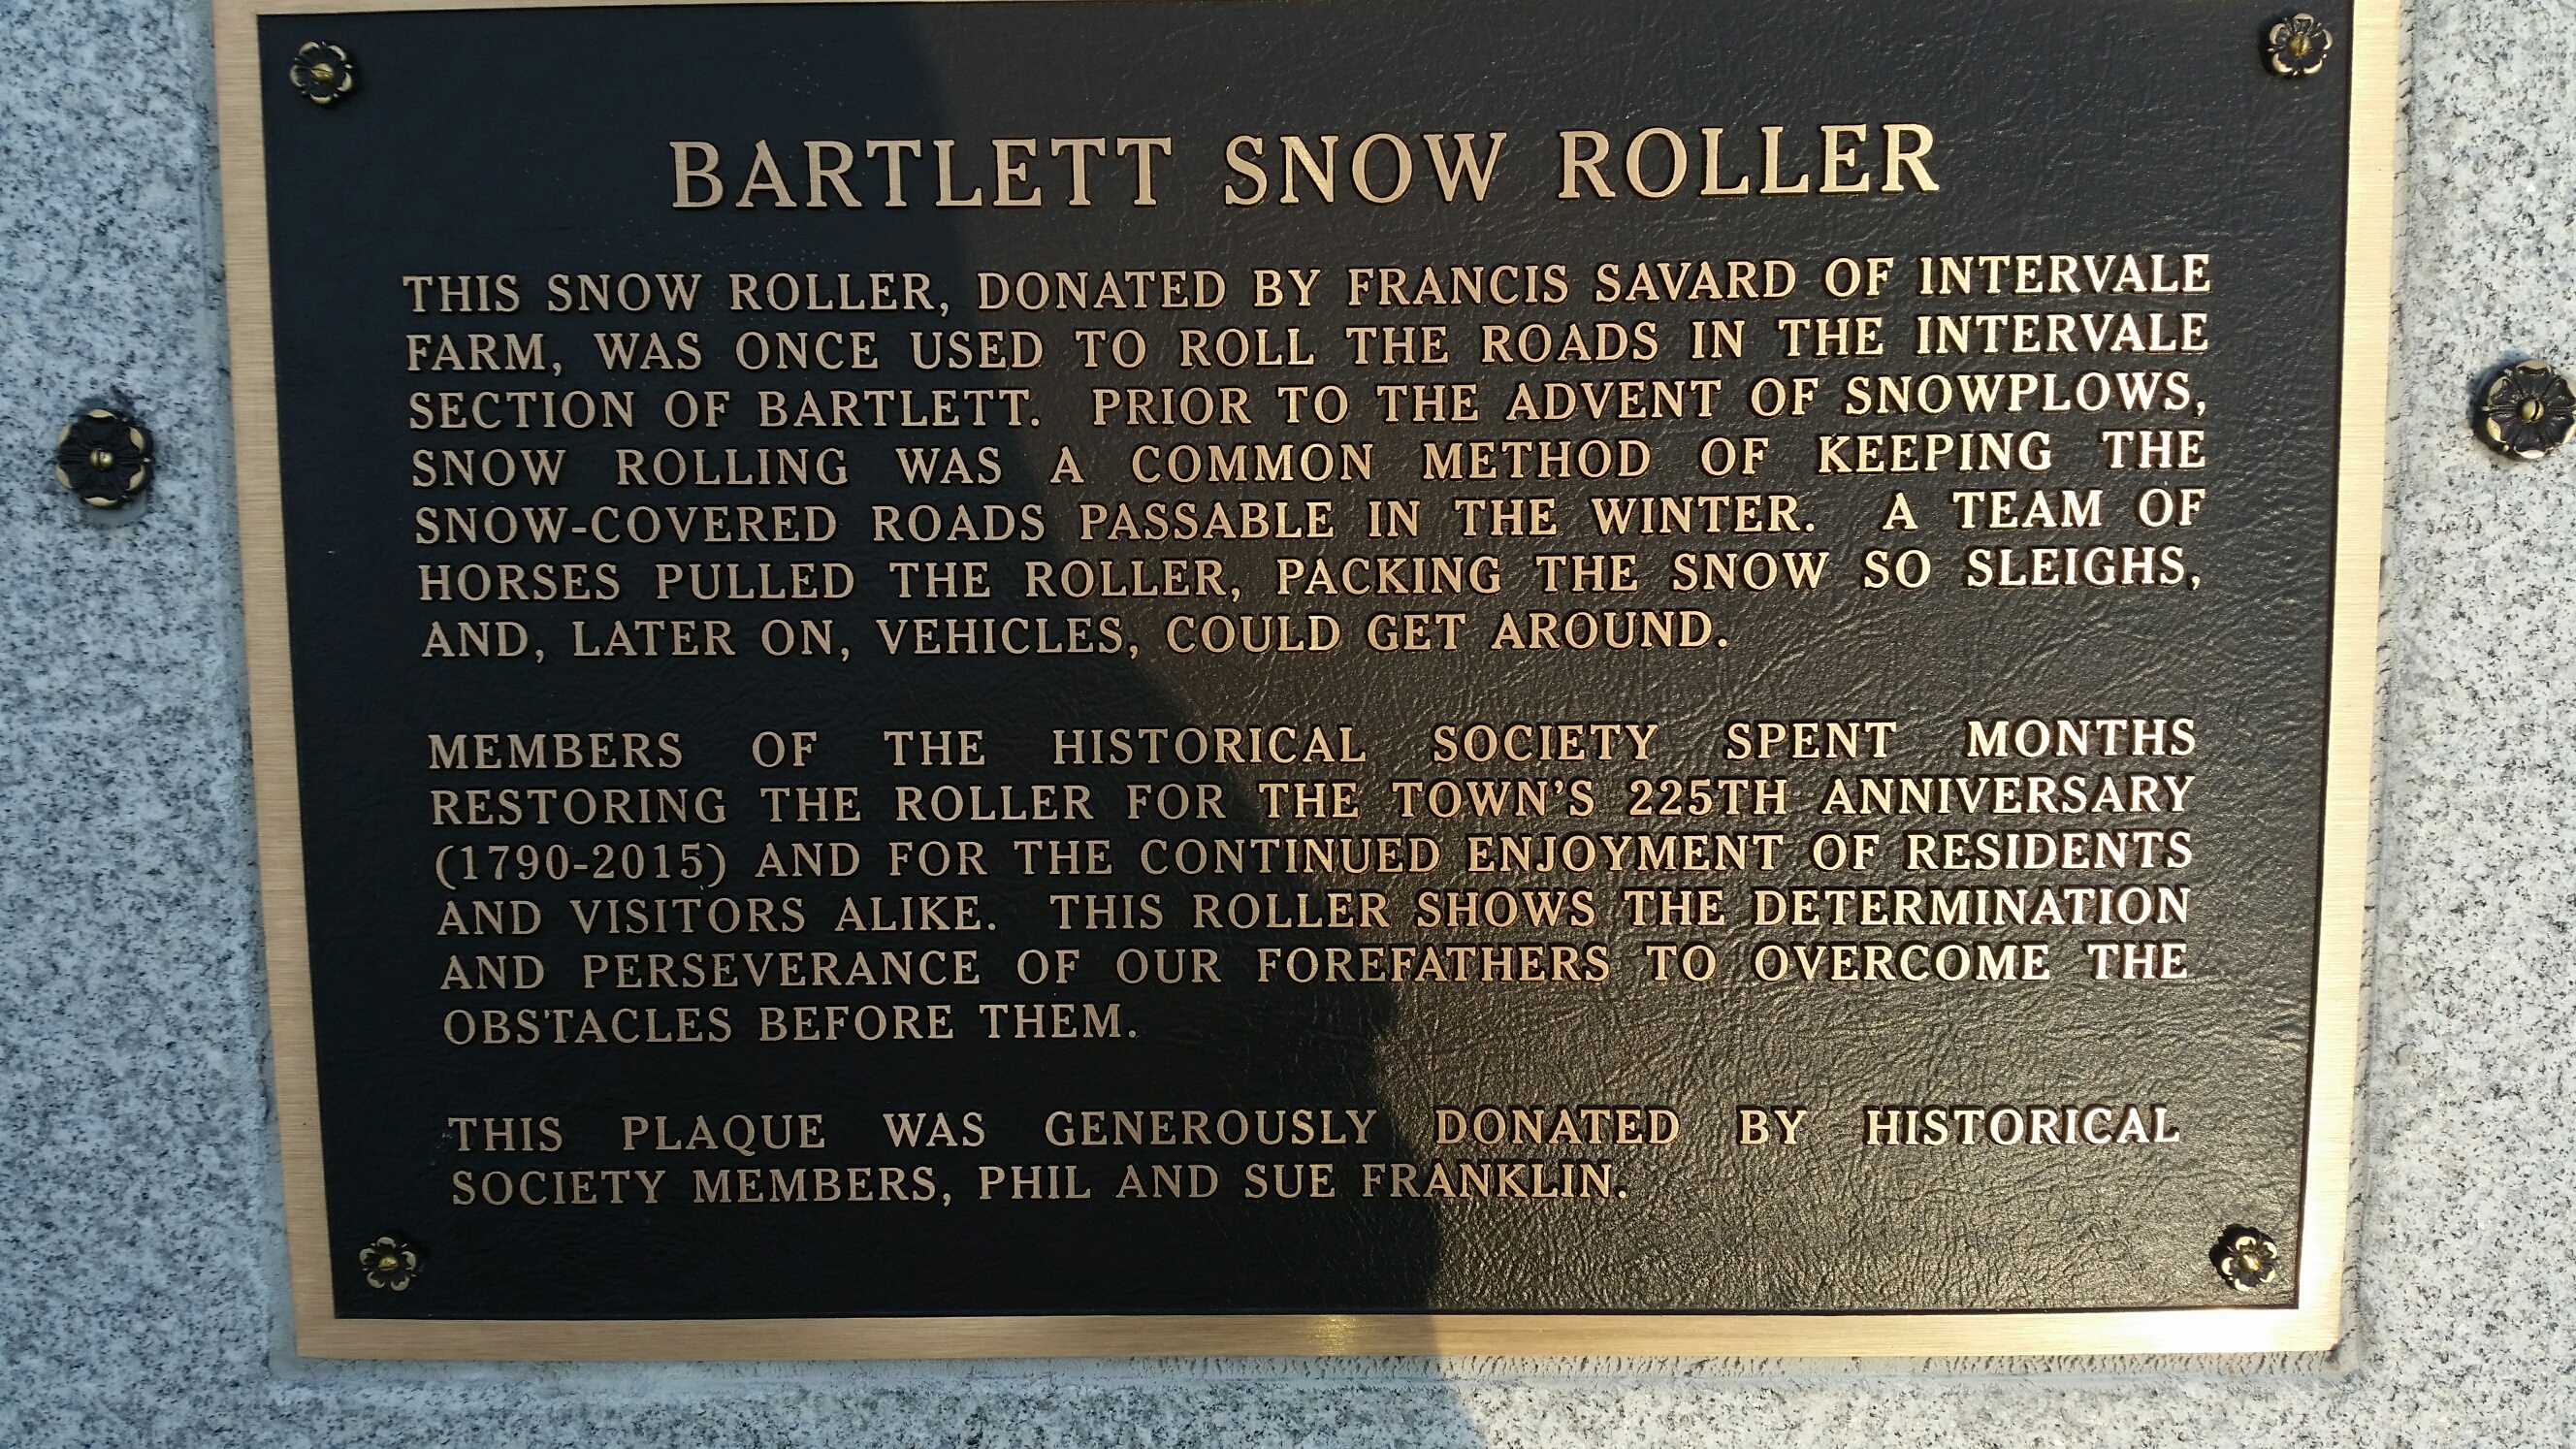 BARTLETT SNOW ROLLER
THIS SNOW ROLLER, DONATED BY FRANCIS SAVARD OF INTERVALE
FARM, WAS ONCE USED TO ROLL THE ROADS IN THE INTERVALE
SECTION OF BARTLETT. PRIOR TO THE ADVENT OF SNOWPLOWS,
SNOW ROLLING WAS A COMMON METHOD OF KEEPING THE
SNOW-COVERED ROADS PASSABLE IN THE WINTER. A TEAM OF
HORSES PULLED THE ROLLER, PACKING THE SNOW SO SLEIGHS,
AND, LATER ON, VEHICLES, COULD GET AROUND.
MEMBERS OF THE HISTORICAL SOCIETY SPENT MONTHS
RESTORING THE ROLLER FOR THE TOWN'S 225TH ANNIVERSARY
(1790-2015) AND FOR THE CONTINUED ENJOYMENT OF RESIDENTS
AND VISITORS ALIKE. THIS ROLLER SHOWS THE DETERMINATION
AND PERSEVERANCE OF OUR FOREFATHERS TO OVERCOME THE
OBSTACLES BEFORE THEM.
THIS PLAQUE WAS GENEROUSLY DONATED BY HISTORICAL
SOCIETY MEMBERS, PHIL AND SUE FRANKLIN.